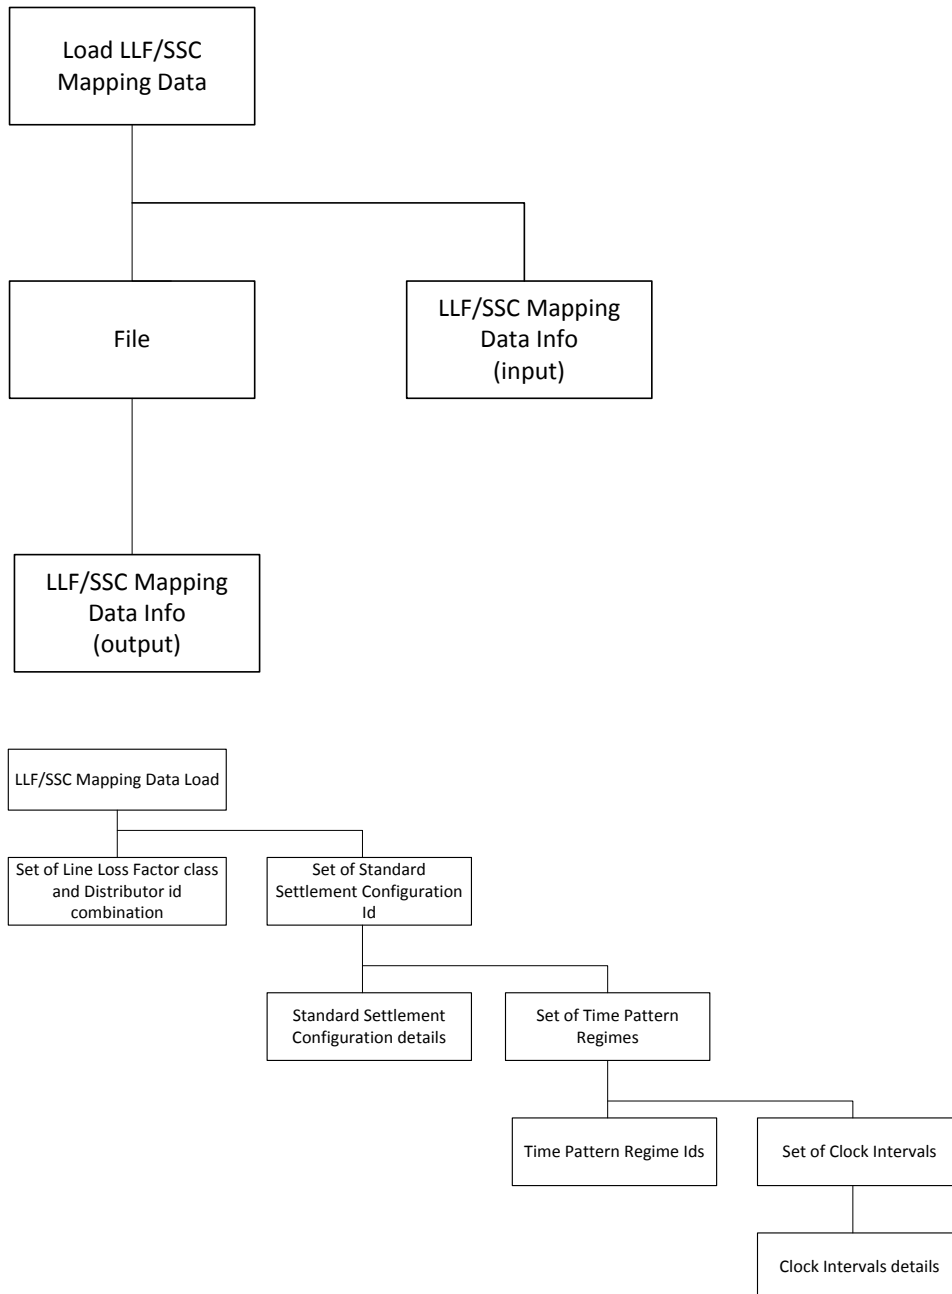 Load LLF/SSC
Mapping Data
File
LLF/SSC Mapping
Data Info
(input)
LLF/SSC Mapping
Data Info
(output)
LLF/SSC Mapping Data Load
Set of Line Loss Factor class
and Distributor id
combination
Set of Standard
Settlement Configuration
Id
Standard Settlement
Configuration details
Set of Time Pattern
Regimes
Time Pattern Regime Ids
Set of Clock Intervals
Clock Intervals details